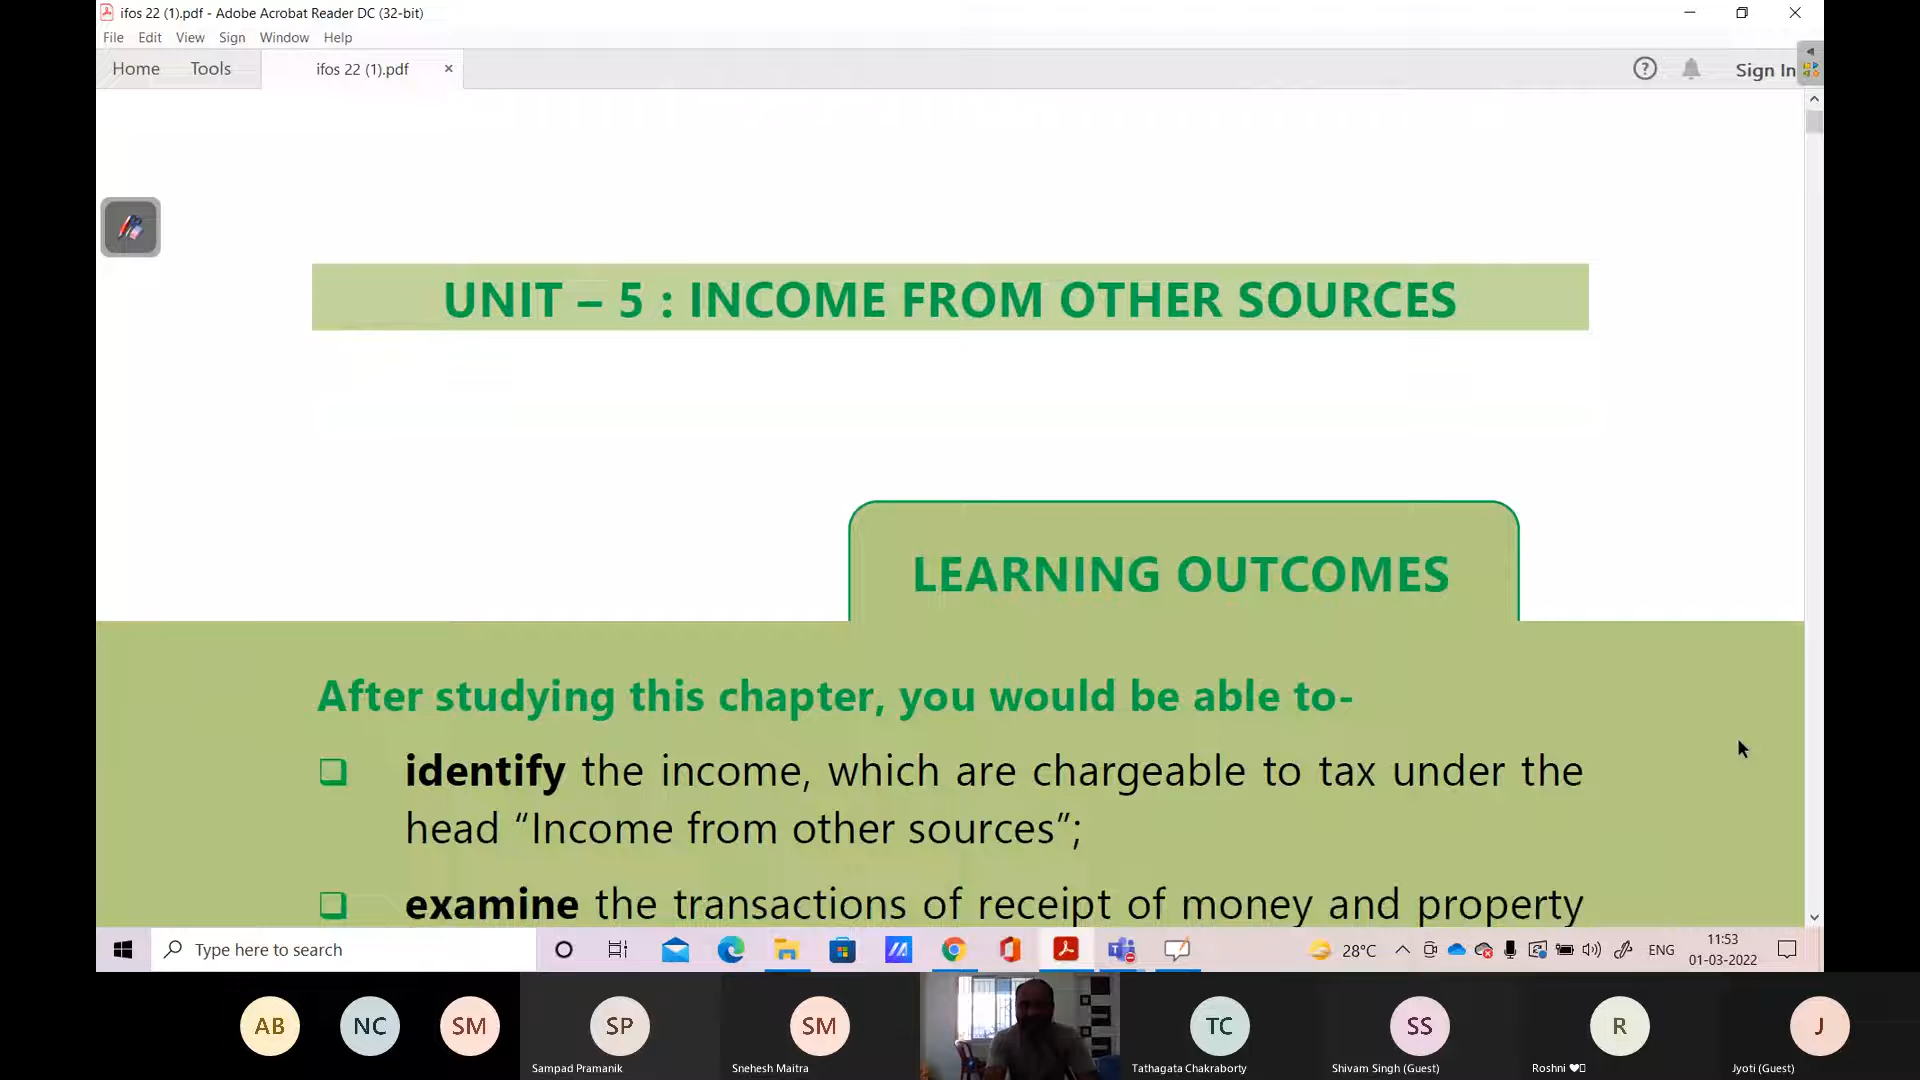 ifos 22 (1).pdf - Adobe Acrobat Reader DC (32-bit)
File Edit View Sign Window Help
Home Tools ifos 22 (1).pdf × Sign In
UNIT – 5 : INCOME FROM OTHER SOURCES
LEARNING OUTCOMES
After studying this chapter, you would be able to-
❑ identify the income, which are chargeable to tax under the
head “Income from other sources”;
❑ examine the transactions of receipt of money and property
Type here to search 28°C ENG 11:53
01-03-2022
AB NC SM SP SM TC SS R J
Sampad Pramanik Snehesh Maitra Tathagata Chakraborty Shivam Singh (Guest) Roshni ❤ Jyoti (Guest)